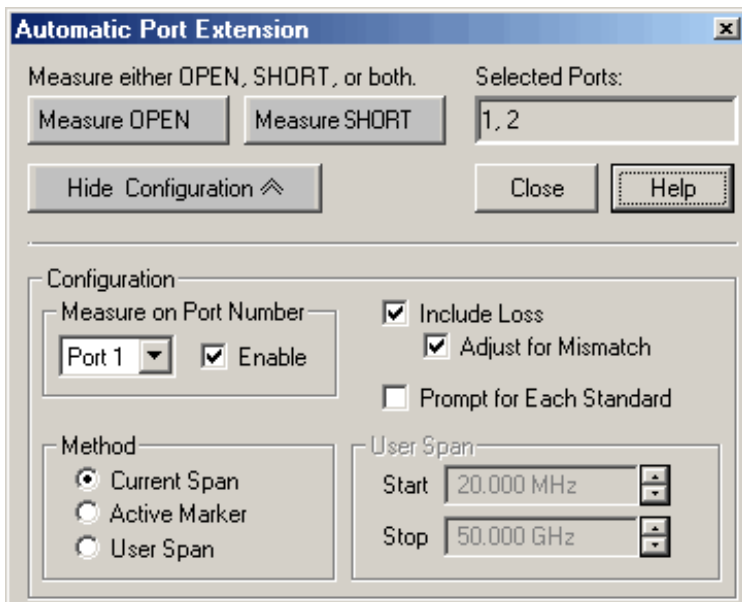 Automatic Port Extension
Measure either OPEN, SHORT, or both.
Selected Ports:
Measure OPEN
Measure SHORT
1, 2
Hide Configuration
Close
Help
Configuration
Measure on Port Number
Port 1
Enable
Include Loss
Adjust for Mismatch
Prompt for Each Standard
Method
Current Span
Active Marker
User Span
User Span
Start
20.000 MHz
Stop
50.000 GHz